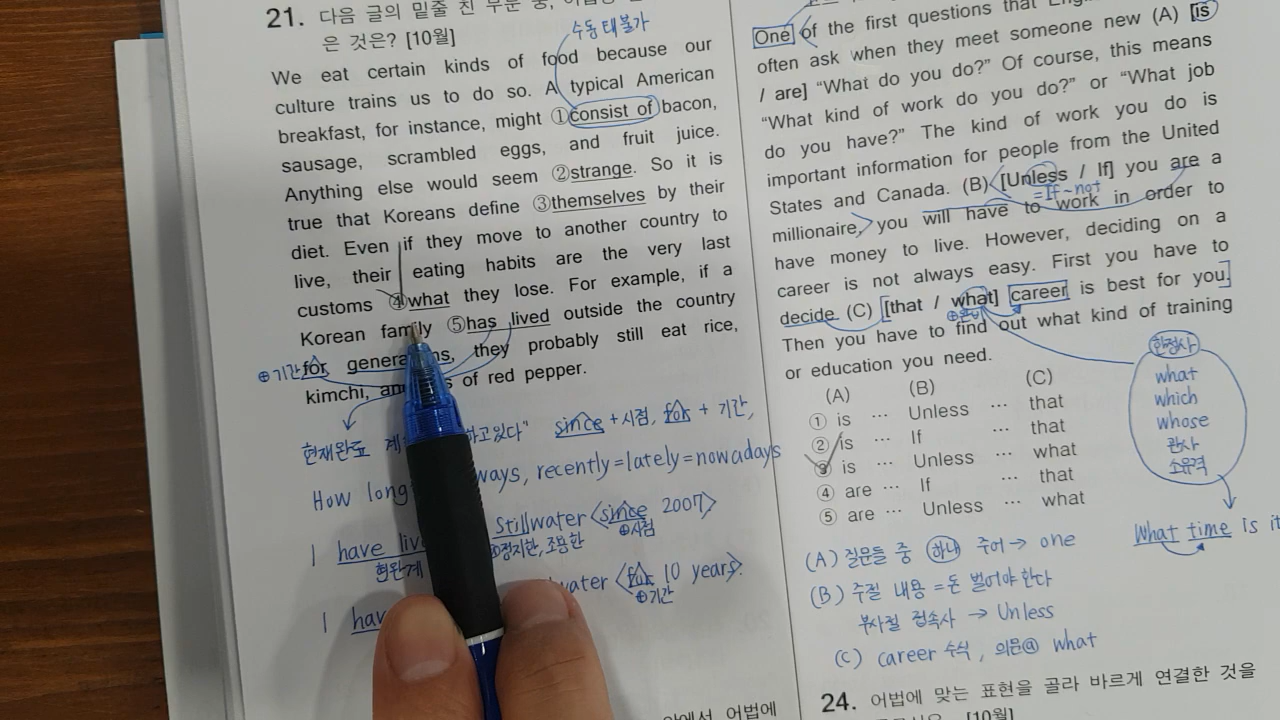 21. 다음 글의 밑줄 친
은 것은? [10월]
수동태 불가
We eat certain kinds of food because our
culture trains us to do so. A typical American
breakfast, for instance, might ①consist of bacon,
sausage, scrambled eggs, and fruit juice.
Anything else would seem ②strange. So it is
true that Koreans define ③themselves by their
diet. Even if they move to another country to
live, their eating habits are the very last
customs ④what they lose. For example, if a
Korean family ⑤has lived outside the country
⊕기간 for
they probably still eat rice,
kimchi, of red pepper.
현재완료 하고있다" since +시점, for + 기간,
How long ways, recently=lately=nowadays
I have Stillwater <since 2007>
현완계 정지한, 조용한 ⊕시점
I water <for 10 years>.
⊕기간
안에서 어법에
One of the first questions that
often ask when they meet someone new (A) [is
/ are] “What do you do?” Of course, this means
“What kind of work do you do?” or “What job
do you have?” The kind of work you do is
important information for people from the United
States and Canada. (B) [Unless / If] you are a
=If~not
millionaire, you will have to work in order to
have money to live. However, deciding on a
career is not always easy. First you have to
decide (C) [that / what] career is best for you.
Then you have to find out what kind of training
or education you need.
한정사
what
which
whose
관사
소유격
What time is it
(A) (B) (C)
① is … Unless … that
② is … If … that
③ is … Unless … what
④ are … If … that
⑤ are … Unless … what
(A) 질문들 중 하나 주어→ one
(B) 주절 내용 = 돈 벌어야 한다
부사절 접속사 → Unless
(C) career 수식, what
24. 어법에 맞는 표현을 골라 바르게 연결한 것을
[10월]